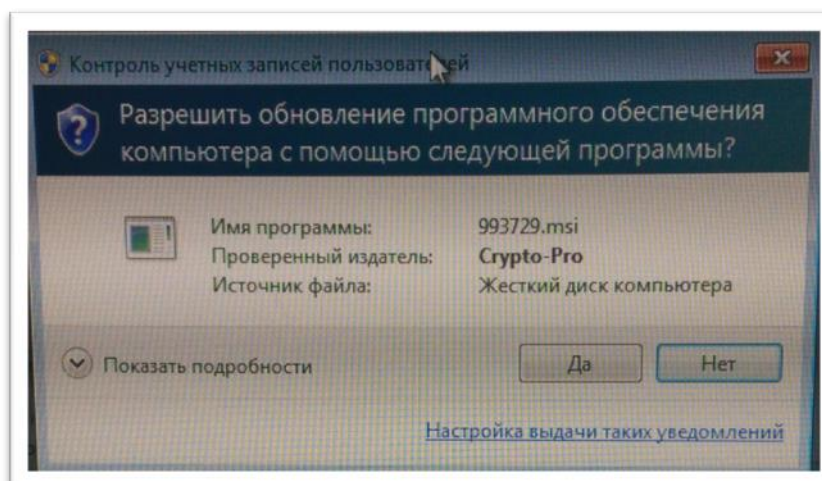 Контроль учетных записей пользователей
Разрешить обновление программного обеспечения
компьютера с помощью следующей программы?
Имя программы: 993729.msi
Проверенный издатель: Crypto-Pro
Источник файла: Жесткий диск компьютера
Показать подробности Да Нет
Настройка выдачи таких уведомлений